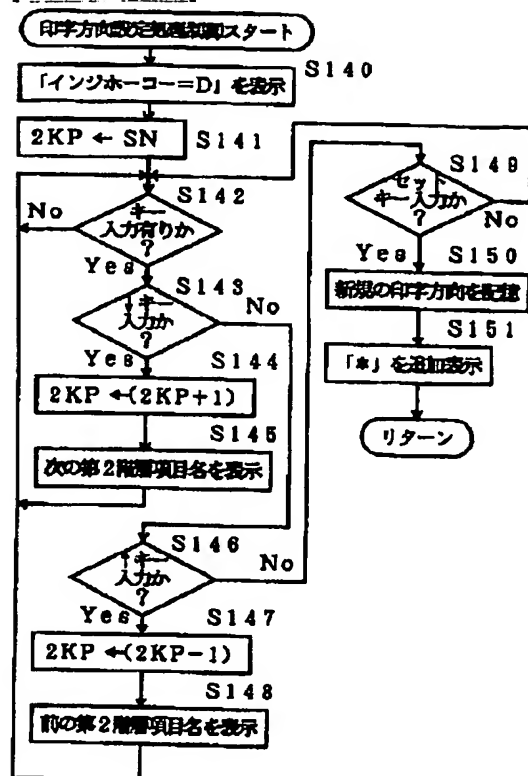 印字方向設定処理制御スタート
S140
「インジホーコー=D」を表示
2KP ← SN
S141
S142
キー
入力有りか
?
No
Yes
S143
↓キー
入力か
?
No
Yes
S144
2KP ←(2KP+1)
S145
次の第2階層項目名を表示
S146
↑キー
入力か
?
No
Yes
S147
2KP ←(2KP−1)
S148
前の第2階層項目名を表示
S149
セット
キー入力か
?
No
Yes
S150
新規の印字方向を記憶
S151
「*」を追加表示
リターン